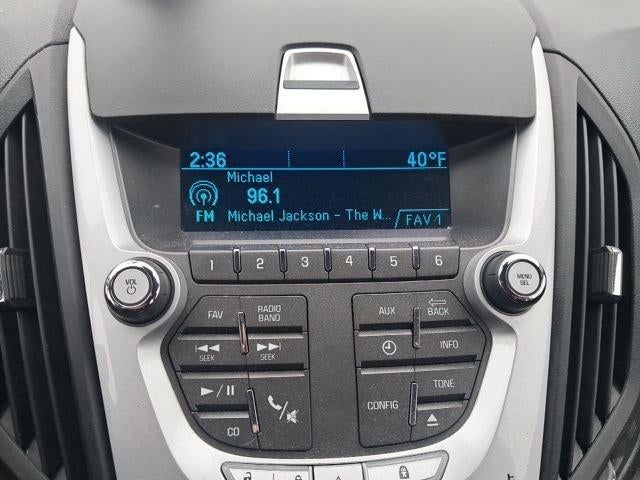 2:36 40°F
Michael
96.1
FM Michael Jackson - The W... FAV 1
1 2 3 4 5 6
VOL
MENU
SEL
FAV RADIO BAND
AUX BACK
SEEK SEEK
INFO
TONE
CONFIG
CD